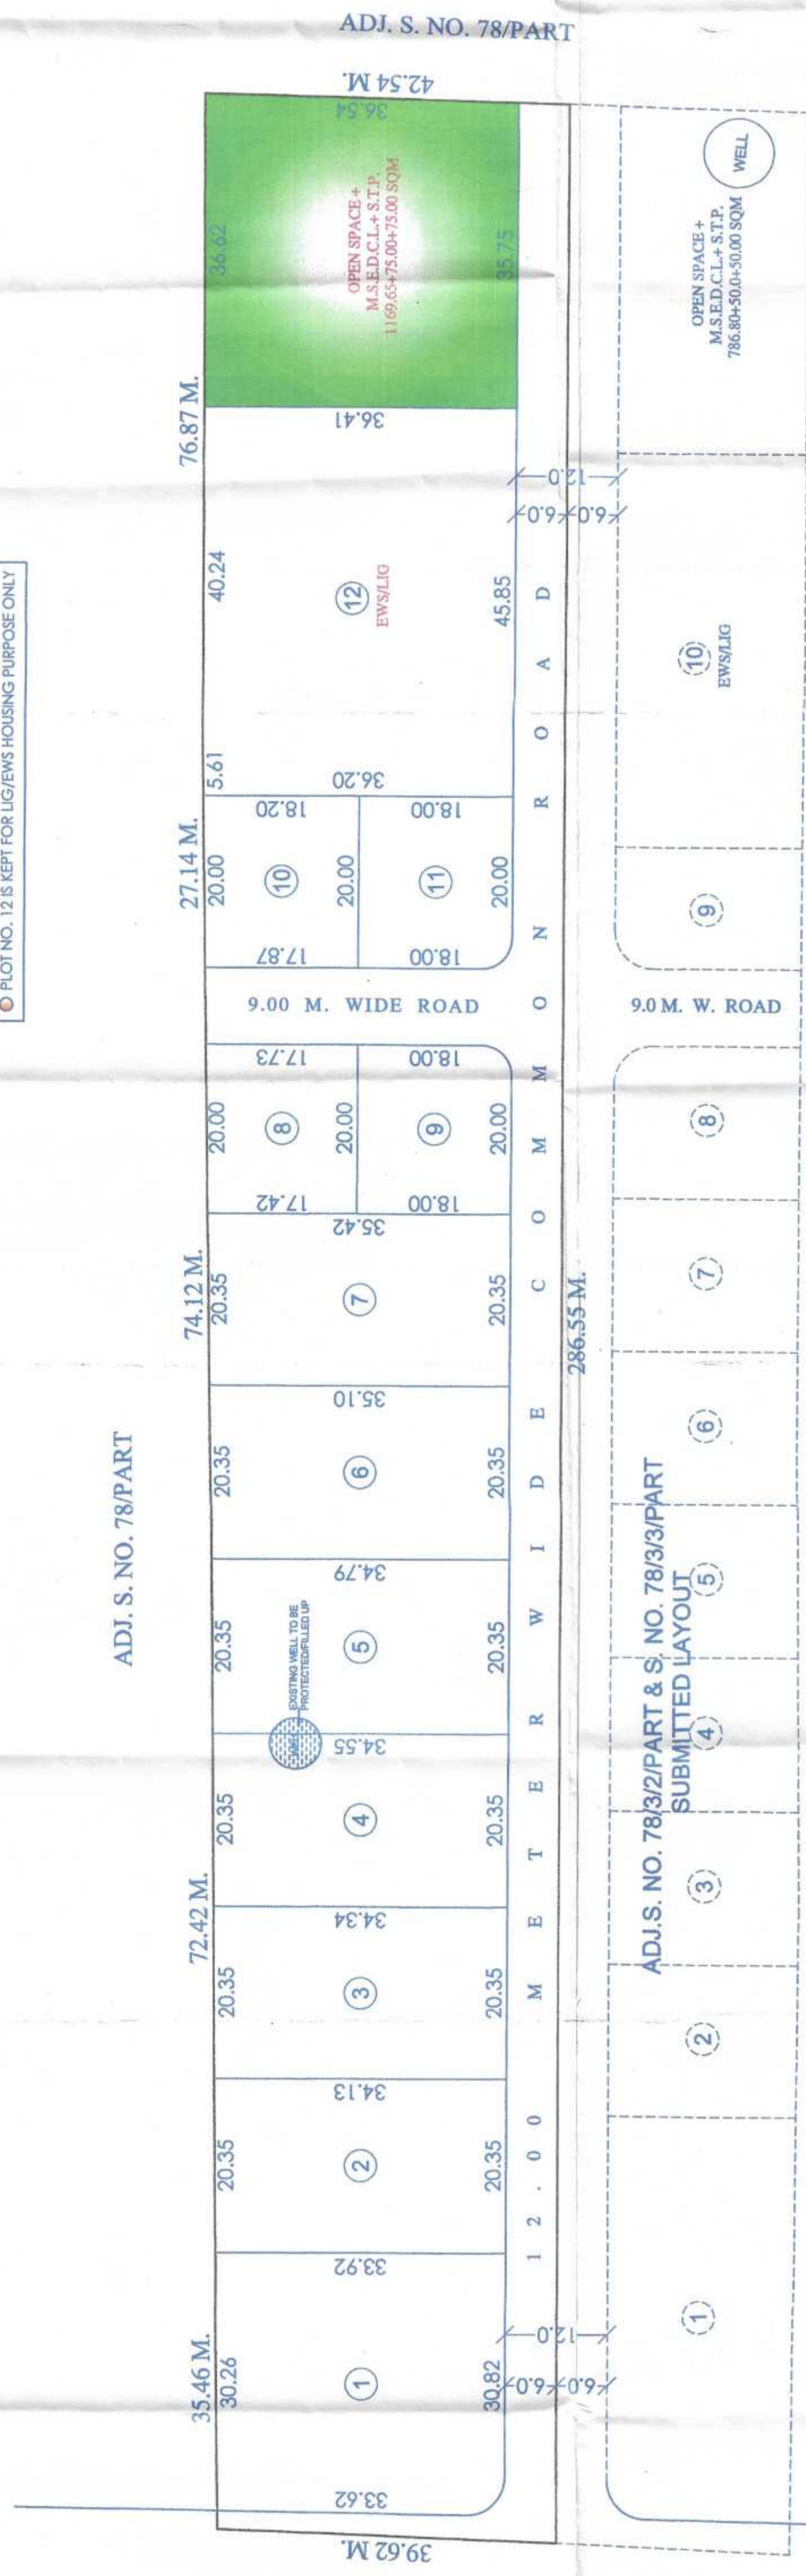 ADJ. S. NO. 78/PART
42.54 M.
36.54
36.62
OPEN SPACE +
M.S.E.D.C.L.+ S.T.P.
1169.65+75.00+75.00 SQM
35.75
WELL
OPEN SPACE +
M.S.E.D.C.L.+ S.T.P.
786.80+50.0+50.00 SQM
PLOT NO. 12 IS KEPT FOR LIG/EWS HOUSING PURPOSE ONLY
76.87 M.
36.41
12.0
6.0
6.0
40.24
12
EWS/LIG
45.85
10
EWS/LIG
5.61
36.20
27.14 M.
20.00
18.20
10
17.87
20.00
18.00
11
18.00
20.00
9
9.00 M. WIDE ROAD
9.0 M. W. ROAD
20.00
17.73
8
17.42
20.00
18.00
9
18.00
20.00
8
35.42
74.12 M.
20.35
7
20.35
7
286.55 M.
35.10
20.35
6
20.35
6
34.79
ADJ. S. NO. 78/PART
20.35
EXISTING WELL TO BE
PROTECTED/FILLED UP
5
20.35
5
34.55
20.35
4
20.35
4
ADJ.S. NO. 78/3/2/PART & S. NO. 78/3/3/PART
SUBMITTED LAYOUT
34.34
72.42 M.
20.35
3
20.35
3
34.13
20.35
2
20.35
2
33.92
12.00 METER WIDE COMMON ROAD
35.46 M.
30.26
1
30.82
12.0
6.0
6.0
1
33.62
39.62 M.